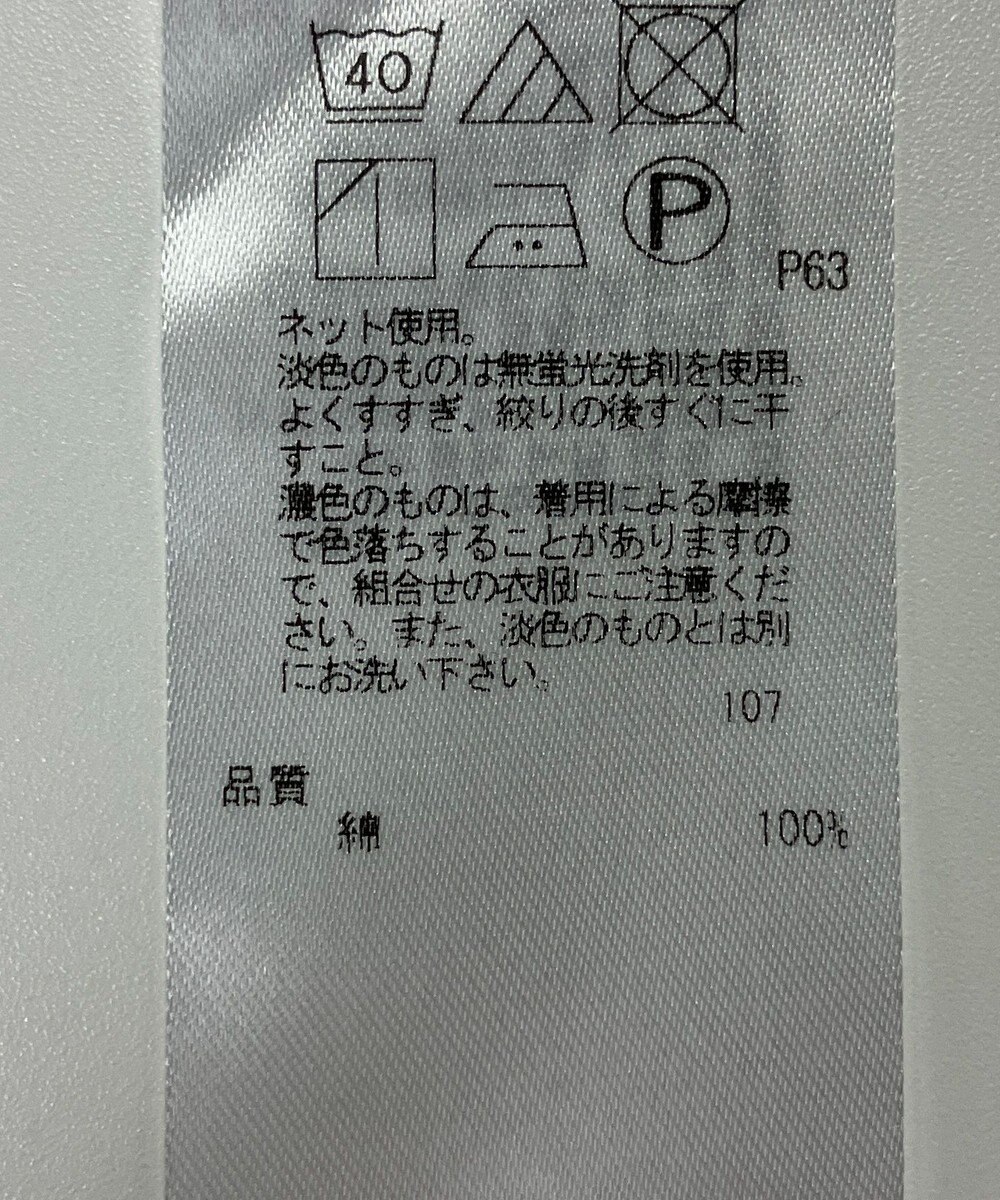 40
P
P63
ネット使用。
淡色のものは無蛍光洗剤を使用。
よくすすぎ、絞りの後すぐに干
すこと。
濃色のものは、着用による摩擦
で色落ちすることがありますの
で、組合せの衣服にご注意くだ
さい。また、淡色のものとは別
にお洗い下さい。
107
品質
綿 100%